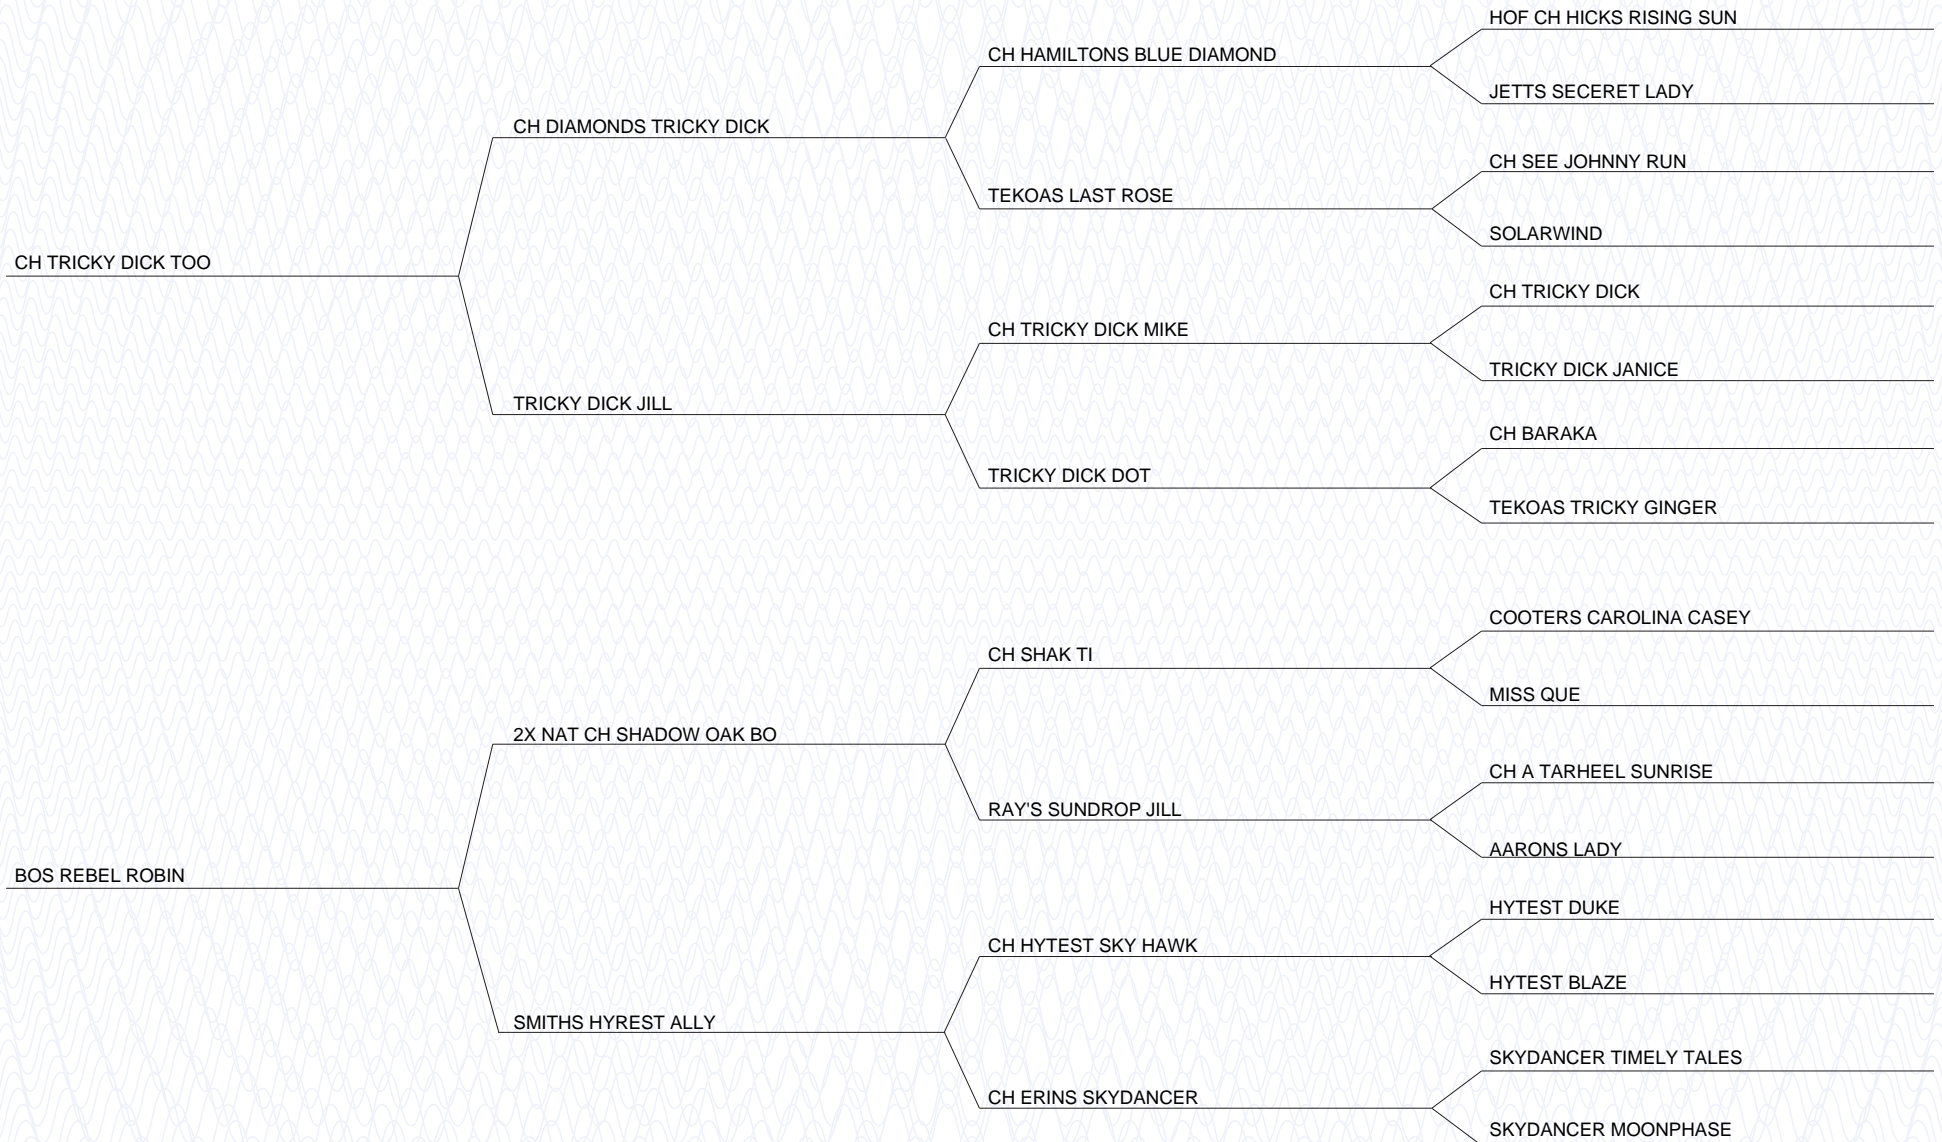 HOF CH HICKS RISING SUN
CH HAMILTONS BLUE DIAMOND
JETTS SECERET LADY
CH DIAMONDS TRICKY DICK
CH SEE JOHNNY RUN
TEKOAS LAST ROSE
SOLARWIND
CH TRICKY DICK TOO
CH TRICKY DICK
CH TRICKY DICK MIKE
TRICKY DICK JANICE
TRICKY DICK JILL
CH BARAKA
TRICKY DICK DOT
TEKOAS TRICKY GINGER
COOTERS CAROLINA CASEY
CH SHAK TI
MISS QUE
2X NAT CH SHADOW OAK BO
CH A TARHEEL SUNRISE
RAY'S SUNDROP JILL
AARONS LADY
BOS REBEL ROBIN
HYTEST DUKE
CH HYTEST SKY HAWK
HYTEST BLAZE
SMITHS HYREST ALLY
SKYDANCER TIMELY TALES
CH ERINS SKYDANCER
SKYDANCER MOONPHASE